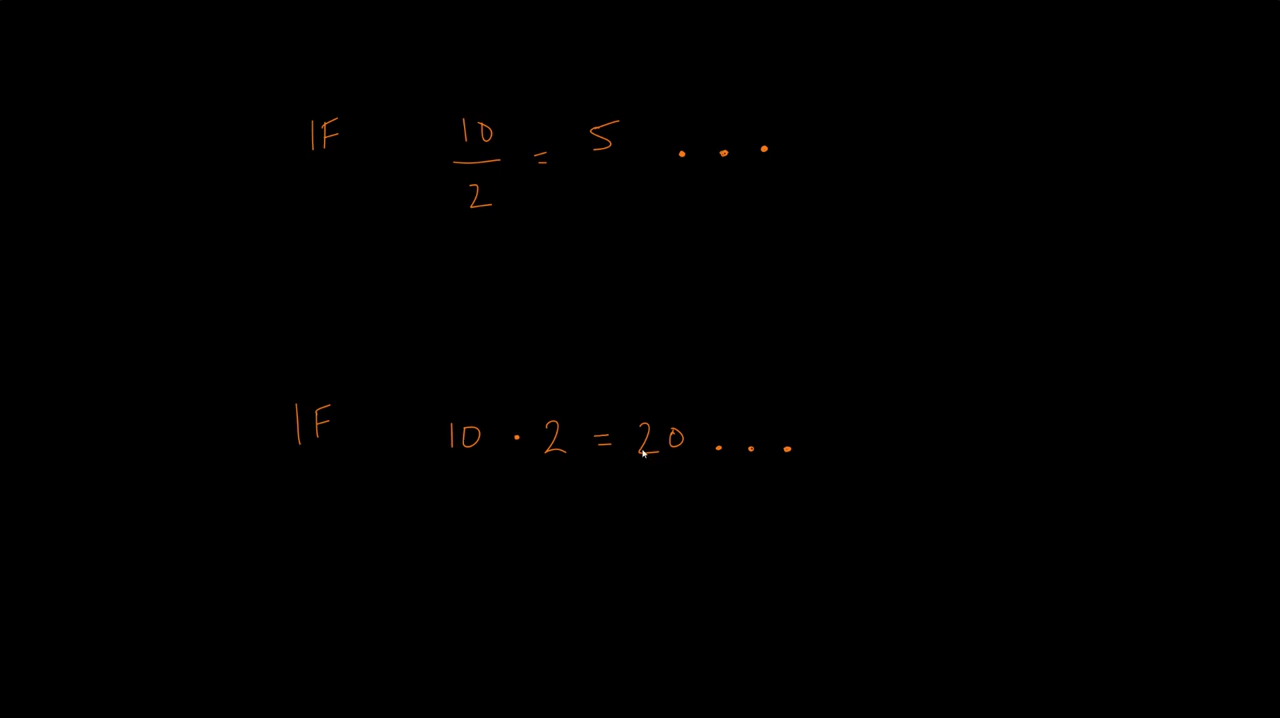 IF 10/2 = 5 . . .
IF 10 · 2 = 20 . . .